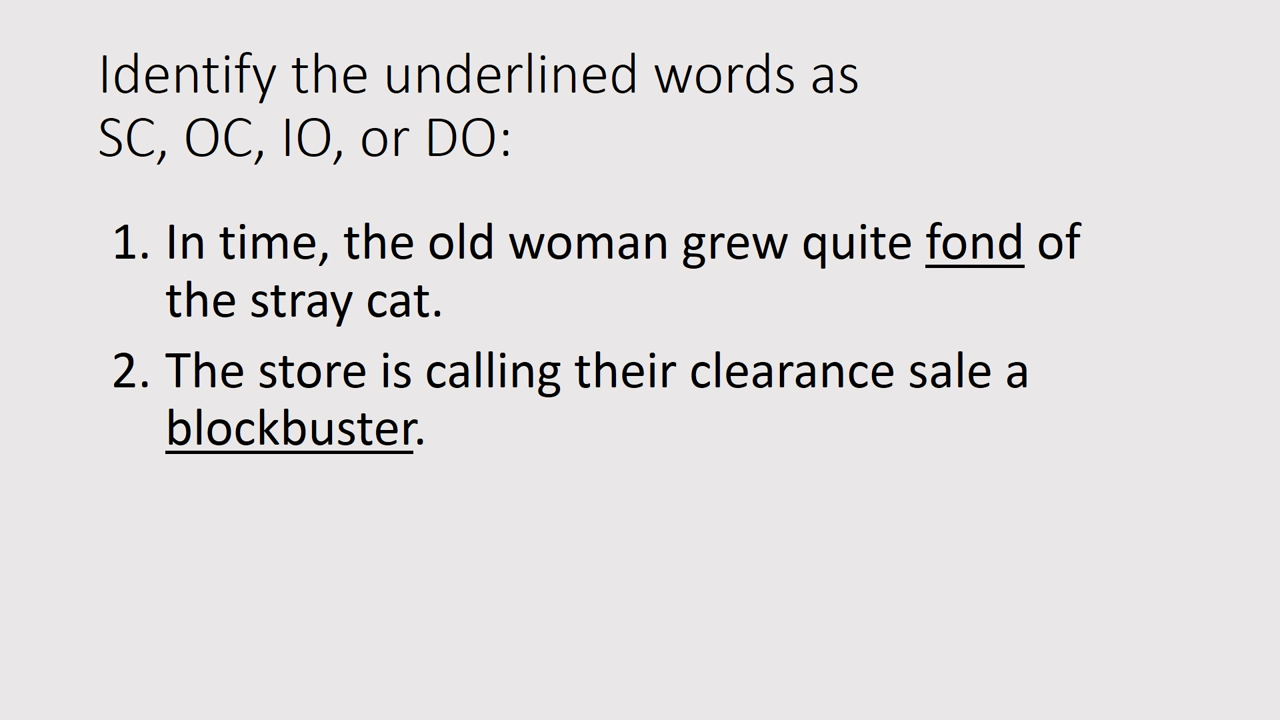 Identify the underlined words as
SC, OC, IO, or DO:
1. In time, the old woman grew quite fond of
the stray cat.
2. The store is calling their clearance sale a
blockbuster.